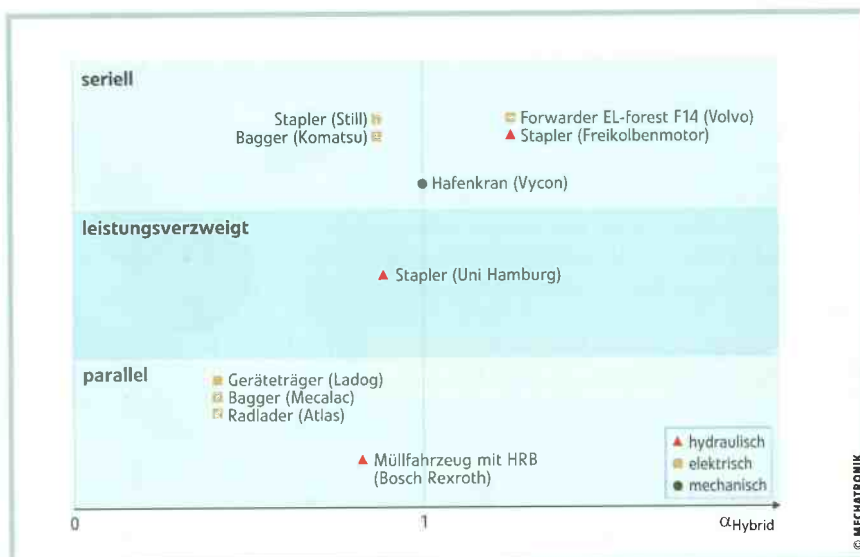 seriell
Stapler (Still)
Bagger (Komatsu)
Forwarder EL-forest F14 (Volvo)
Stapler (Freikolbenmotor)
Hafenkran (Vycon)
leistungsverzweigt
Stapler (Uni Hamburg)
parallel
Geräteträger (Ladog)
Bagger (Mecalac)
Radlader (Atlas)
Müllfahrzeug mit HRB
(Bosch Rexroth)
hydraulisch
elektrisch
mechanisch
0
1
αHybrid
© MECHATRONIK